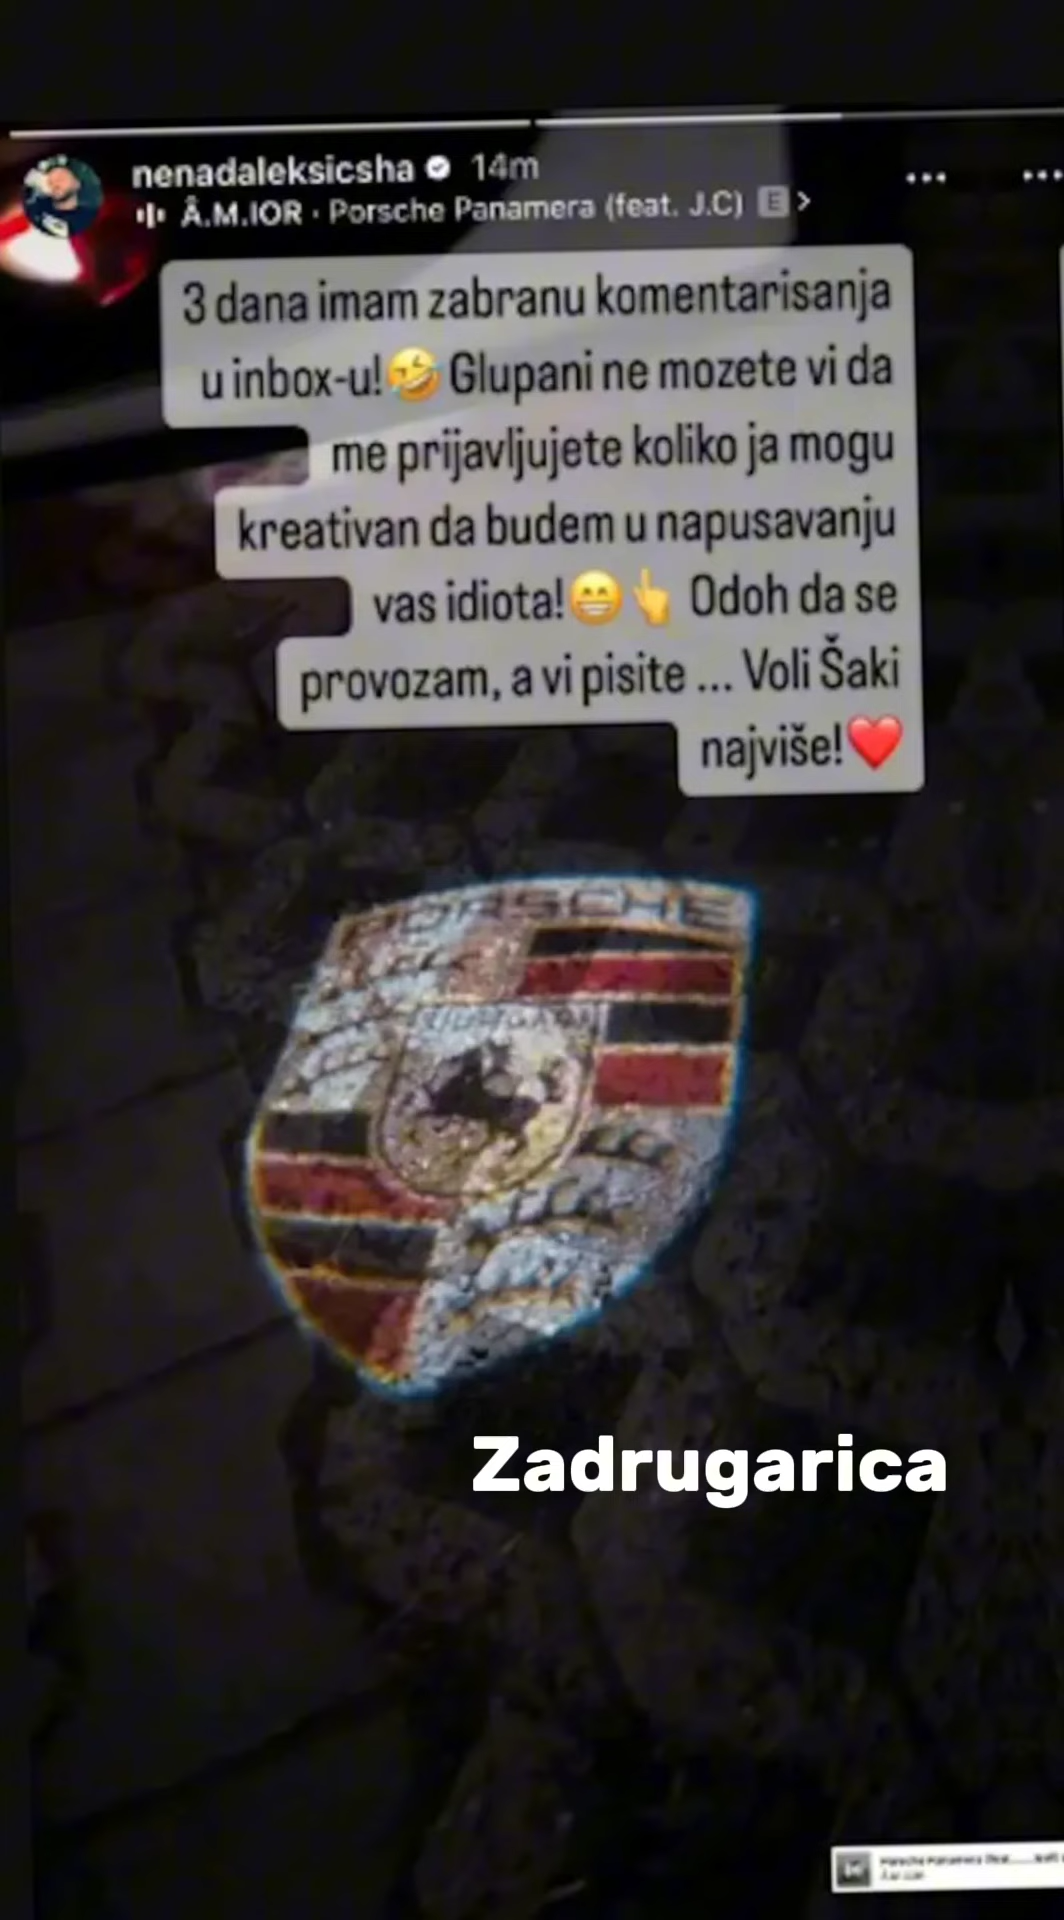 nenadaleksicsha 14m
Â.M.IOR · Porsche Panamera (feat. J.C) E >
3 dana imam zabranu komentarisanja
u inbox-u!🤣 Glupani ne mozete vi da
me prijavljujete koliko ja mogu
kreativan da budem u napusavanju
vas idiota!😁👆 Odoh da se
provozam, a vi pisite ... Voli Šaki
najviše!❤️
PORSCHE
Zadrugarica